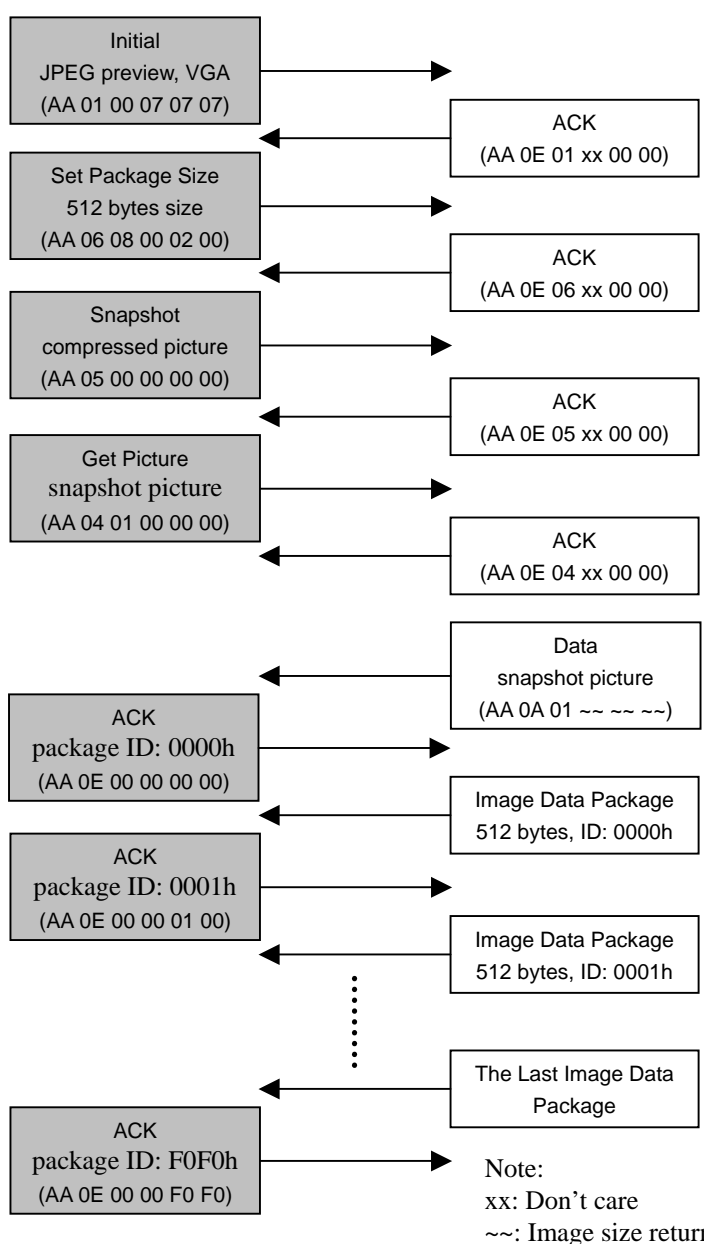 Initial
JPEG preview, VGA
(AA 01 00 07 07 07)
ACK
(AA 0E 01 xx 00 00)
Set Package Size
512 bytes size
(AA 06 08 00 02 00)
ACK
(AA 0E 06 xx 00 00)
Snapshot
compressed picture
(AA 05 00 00 00 00)
ACK
(AA 0E 05 xx 00 00)
Get Picture
snapshot picture
(AA 04 01 00 00 00)
ACK
(AA 0E 04 xx 00 00)
Data
snapshot picture
(AA 0A 01 ~~ ~~ ~~)
ACK
package ID: 0000h
(AA 0E 00 00 00 00)
Image Data Package
512 bytes, ID: 0000h
ACK
package ID: 0001h
(AA 0E 00 00 01 00)
Image Data Package
512 bytes, ID: 0001h
The Last Image Data
Package
ACK
package ID: F0F0h
(AA 0E 00 00 F0 F0)
Note:
xx: Don’t care
~~: Image size return